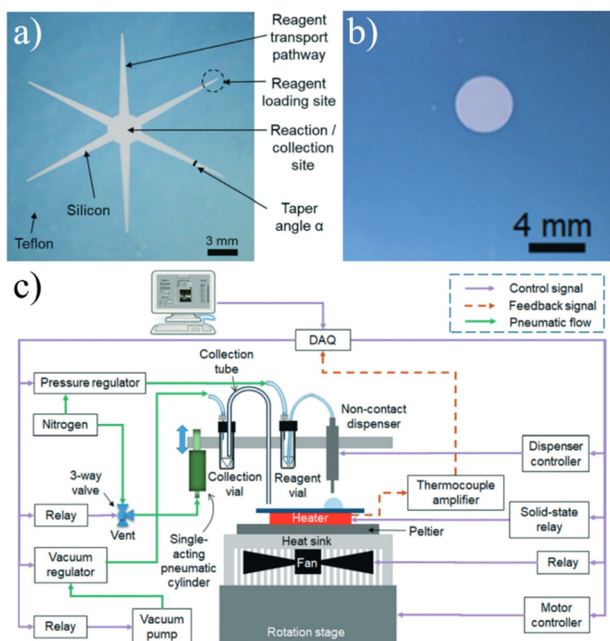 a)
Reagent
transport
pathway
Reagent
loading site
Reaction /
collection
site
Silicon
Teflon
Taper
angle α
3 mm
b)
4 mm
c)
Control signal
Feedback signal
Pneumatic flow
DAQ
Collection
tube
Pressure regulator
Nitrogen
Non-contact
dispenser
Dispenser
controller
3-way
valve
Collection
vial
Reagent
vial
Thermocouple
amplifier
Relay
Vent
Heater
Peltier
Solid-state
relay
Single-
acting
pneumatic
cylinder
Heat sink
Vacuum
regulator
Fan
Relay
Relay
Vacuum
pump
Rotation stage
Motor
controller